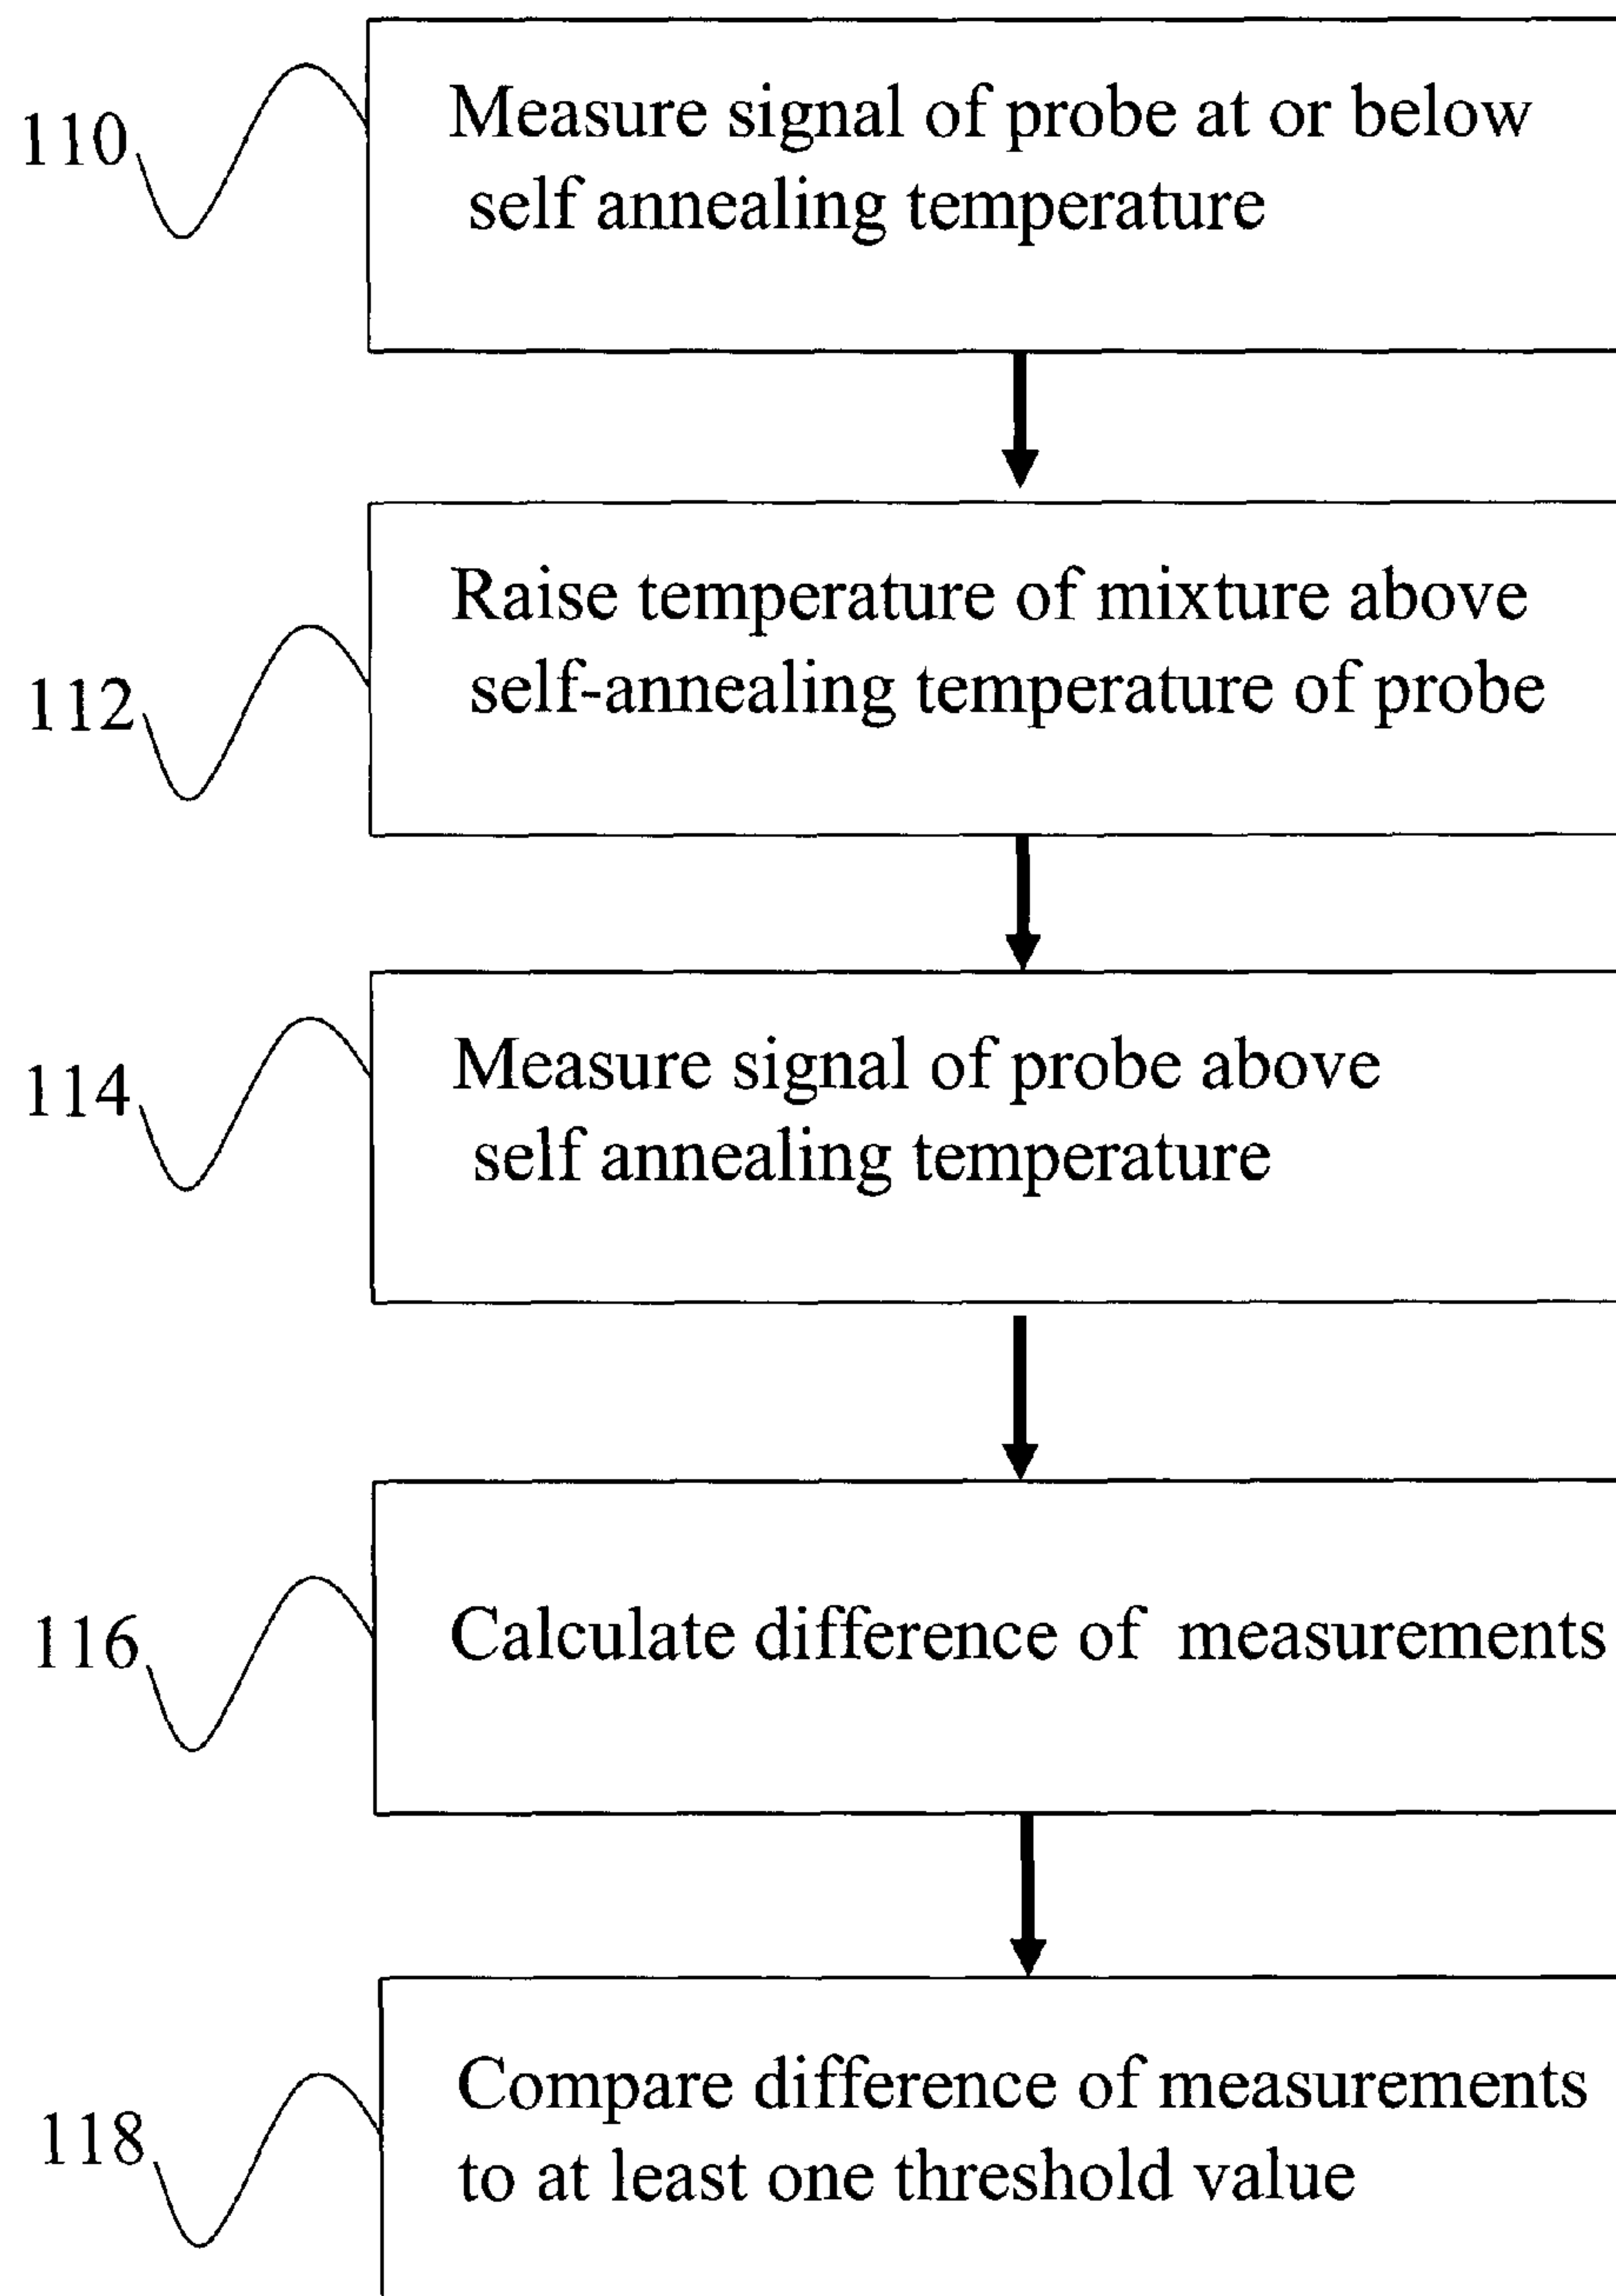 110
Measure signal of probe at or below
self annealing temperature
112
Raise temperature of mixture above
self-annealing temperature of probe
114
Measure signal of probe above
self annealing temperature
116
Calculate difference of measurements
118
Compare difference of measurements
to at least one threshold value